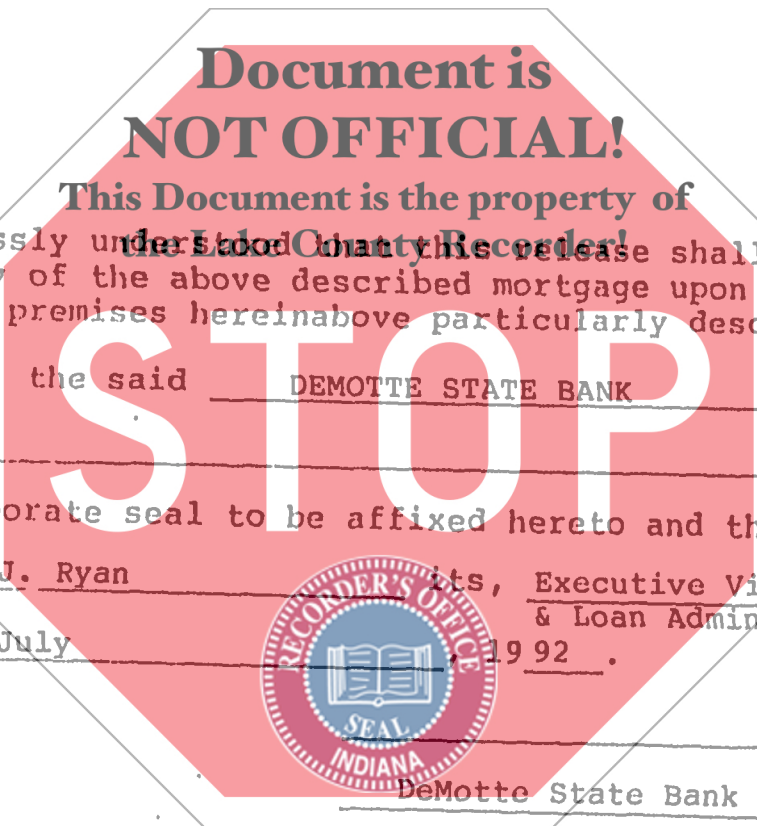 Document is
NOT OFFICIAL!
This Document is the property of
the Lake County Recorder!
ssly understood that this release shall
of the above described mortgage upon
premises hereinabove particularly desc
STOP
the said DEMOTTE STATE BANK
orate seal to be affixed hereto and th
J. Ryan its, Executive Vi
& Loan Admin
July , 1992 .
RECORDER'S OFFICE
SEAL
INDIANA
DeMotte State Bank